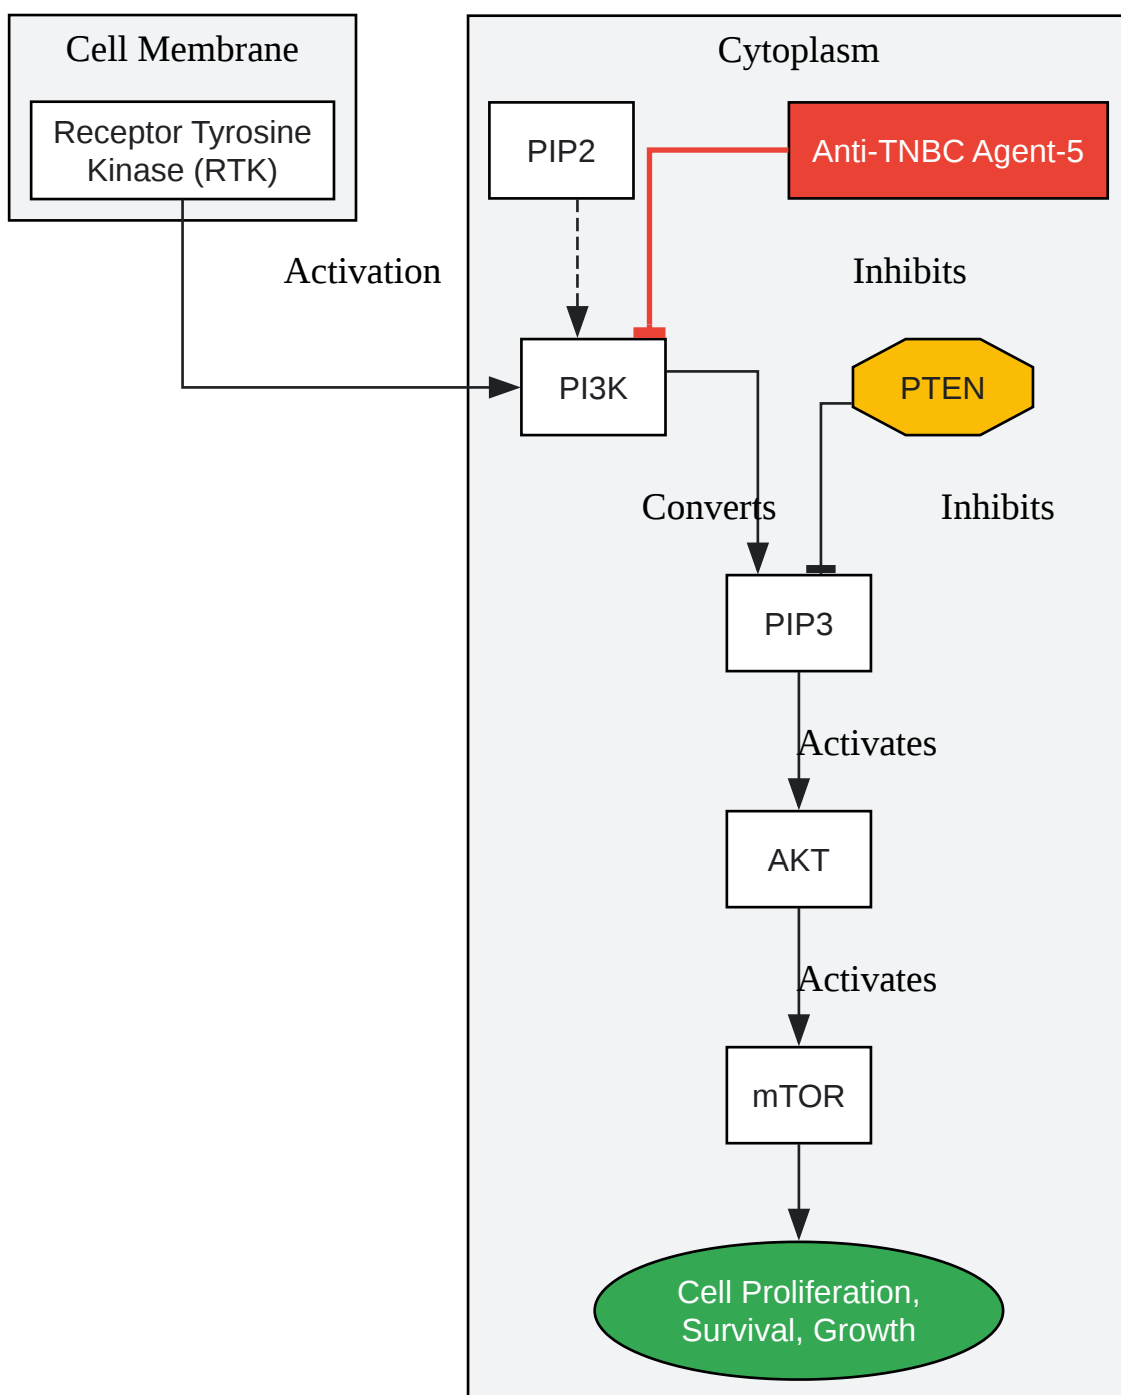 Cell Membrane
Receptor Tyrosine
Kinase (RTK)
Cytoplasm
PIP2
Anti-TNBC Agent-5
Activation
Inhibits
PI3K
PTEN
Converts
Inhibits
PIP3
Activates
AKT
Activates
mTOR
Cell Proliferation,
Survival, Growth